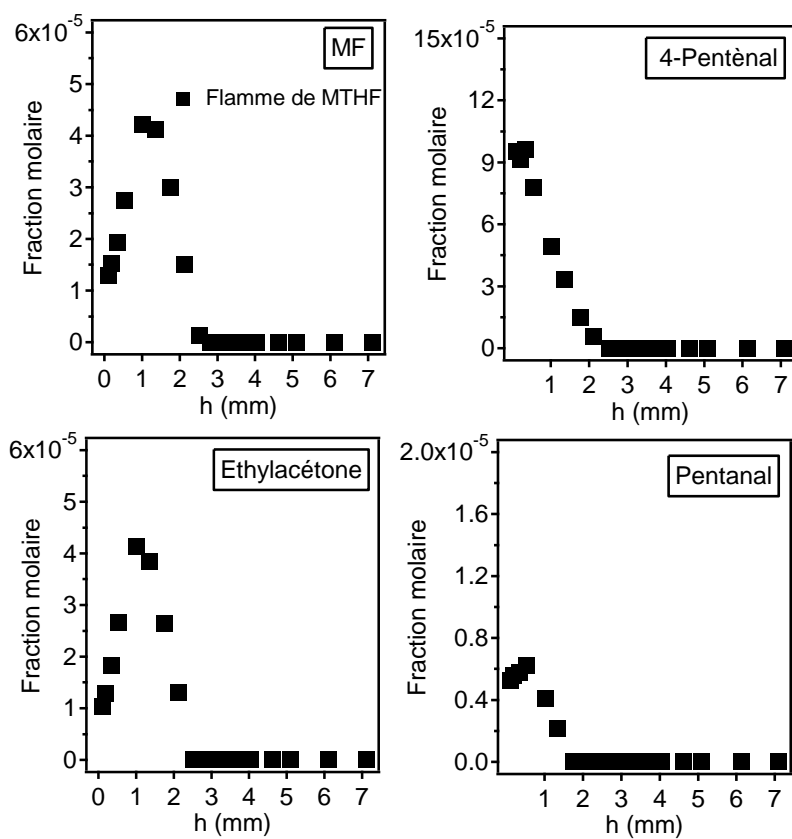 6x10-5
MF
Flamme de MTHF
5
4
3
2
1
0
Fraction molaire
0 1 2 3 4 5 6 7
h (mm)
15x10-5
4-Pentènal
12
9
6
3
0
Fraction molaire
1 2 3 4 5 6 7
h (mm)
6x10-5
Ethylacétone
5
4
3
2
1
0
Fraction molaire
0 1 2 3 4 5 6 7
h (mm)
2.0x10-5
Pentanal
1.6
1.2
0.8
0.4
0.0
Fraction molaire
1 2 3 4 5 6 7
h (mm)